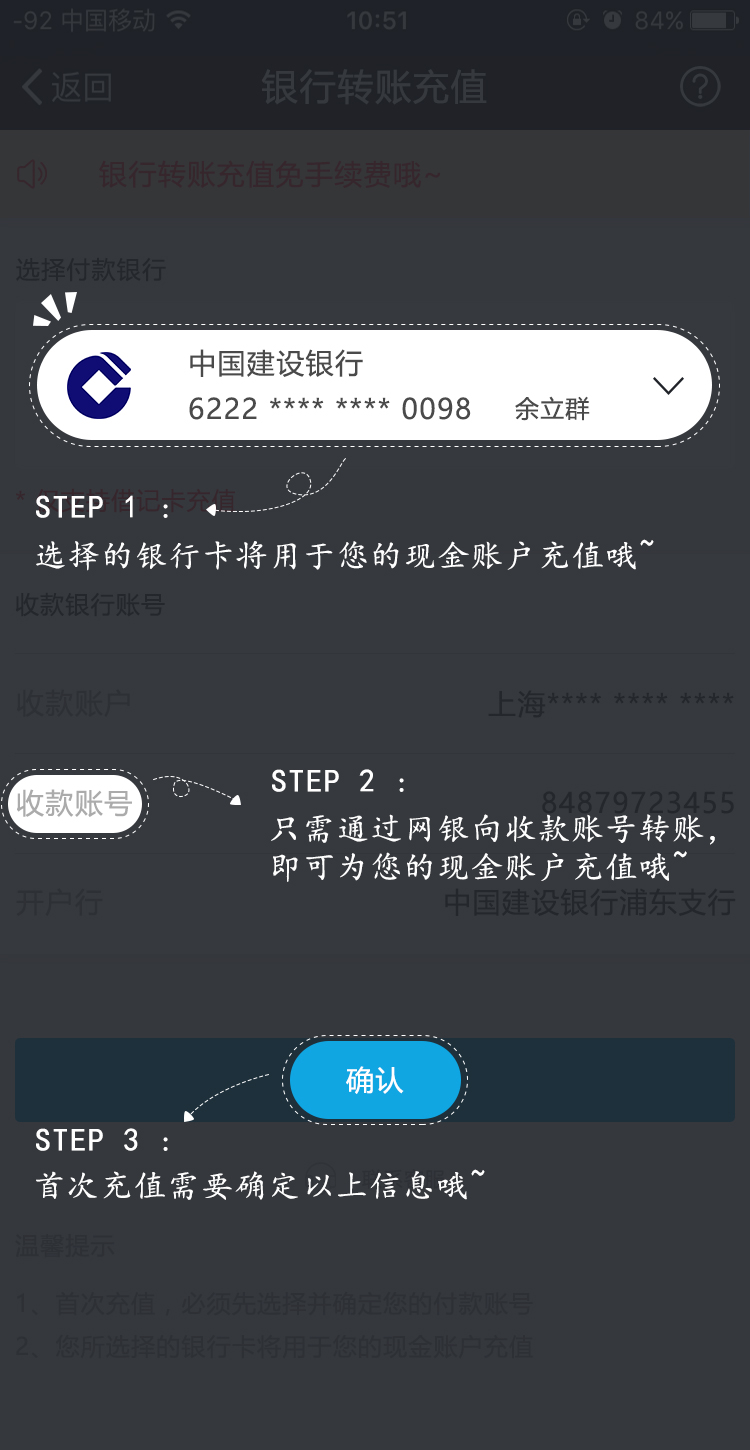 -92 中国移动 10:51 84%
返回 银行转账充值 ?
银行转账充值免手续费哦~
选择付款银行
中国建设银行
6222 **** **** 0098 余立群
STEP 1 :
选择的银行卡将用于您的现金账户充值哦~
收款银行账号
收款账户 上海**** **** ****
STEP 2 :
收款账号 84879723455
只需通过网银向收款账号转账,
即可为您的现金账户充值哦~
开户行 中国建设银行浦东支行
确认
STEP 3 :
首次充值需要确定以上信息哦~
温馨提示
1、首次充值，必须先选择并确定您的付款账号
2、您所选择的银行卡将用于您的现金账户充值